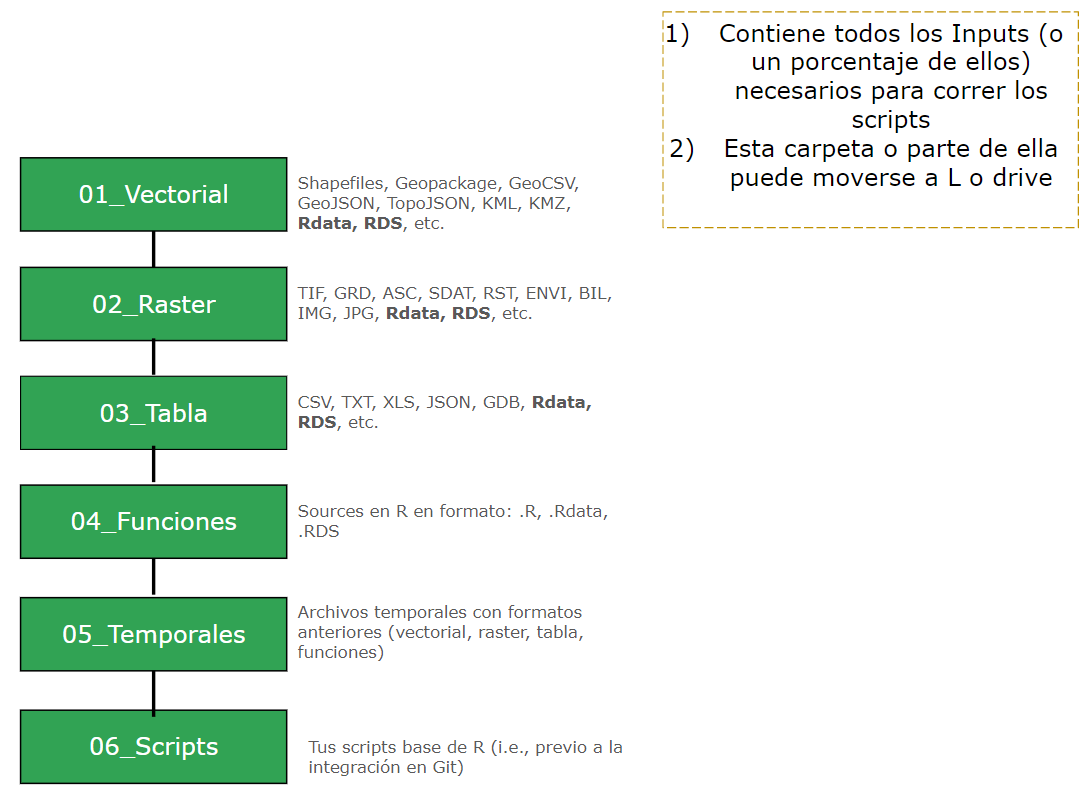 1) Contiene todos los Inputs (o
un porcentaje de ellos)
necesarios para correr los
scripts
2) Esta carpeta o parte de ella
puede moverse a L o drive
01_Vectorial
Shapefiles, Geopackage, GeoCSV,
GeoJSON, TopoJSON, KML, KMZ,
Rdata, RDS, etc.
02_Raster
TIF, GRD, ASC, SDAT, RST, ENVI, BIL,
IMG, JPG, Rdata, RDS, etc.
03_Tabla
CSV, TXT, XLS, JSON, GDB, Rdata,
RDS, etc.
04_Funciones
Sources en R en formato: .R, .Rdata,
.RDS
05_Temporales
Archivos temporales con formatos
anteriores (vectorial, raster, tabla,
funciones)
06_Scripts
Tus scripts base de R (i.e., previo a la
integración en Git)